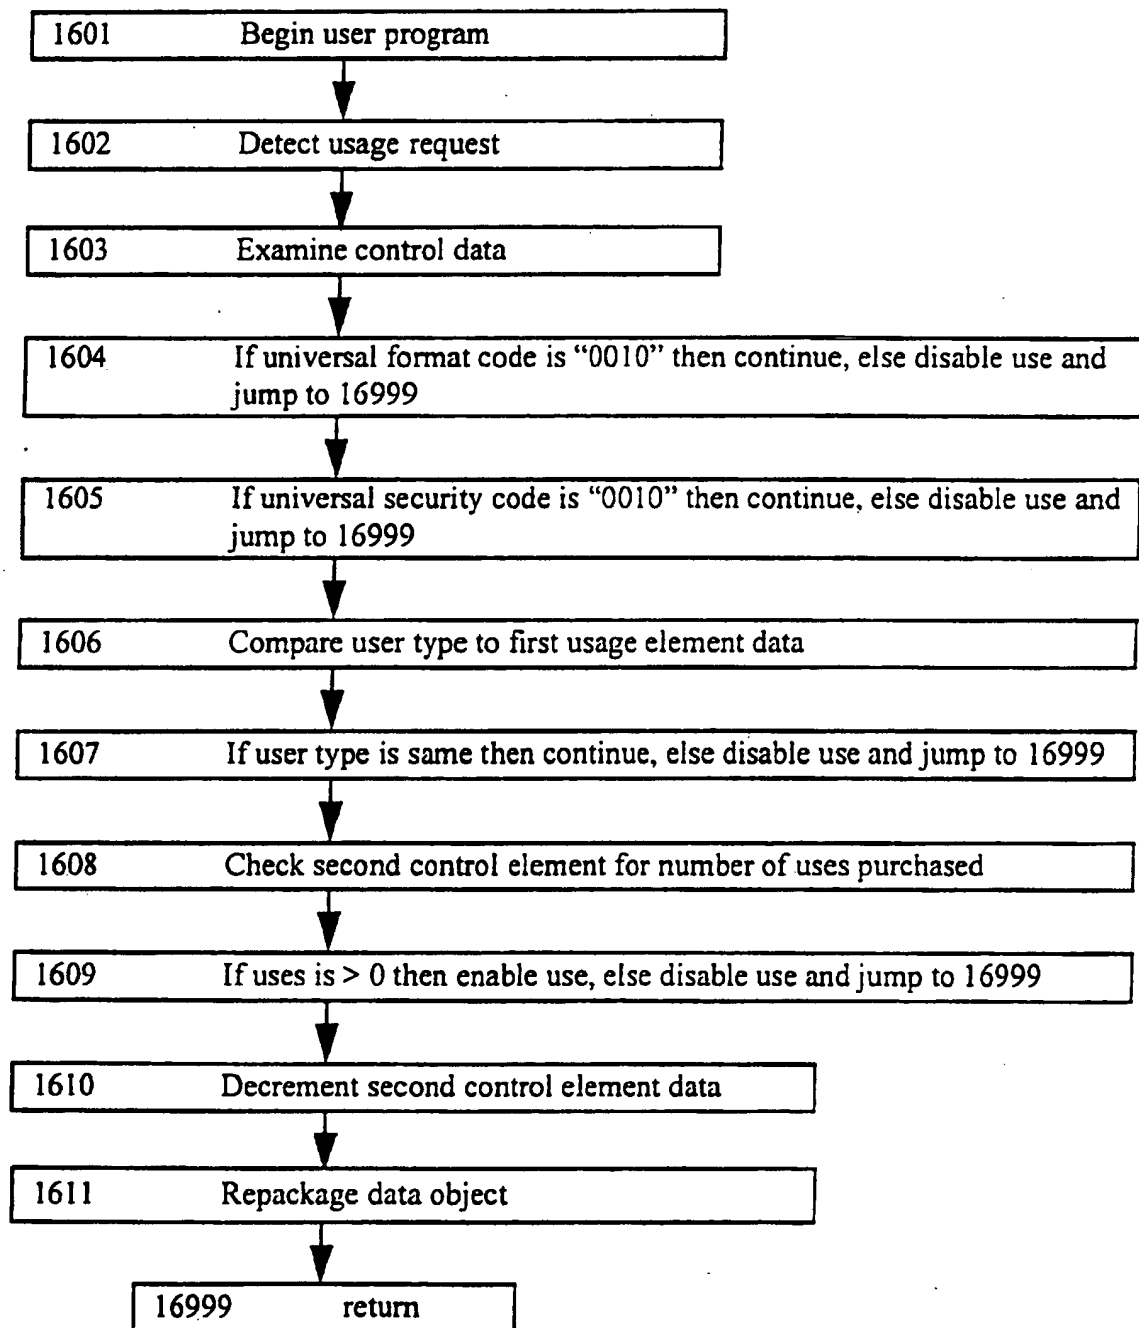 1601 Begin user program
1602 Detect usage request
1603 Examine control data
1604 If universal format code is “0010” then continue, else disable use and
jump to 16999
1605 If universal security code is “0010” then continue, else disable use and
jump to 16999
1606 Compare user type to first usage element data
1607 If user type is same then continue, else disable use and jump to 16999
1608 Check second control element for number of uses purchased
1609 If uses is > 0 then enable use, else disable use and jump to 16999
1610 Decrement second control element data
1611 Repackage data object
16999 return